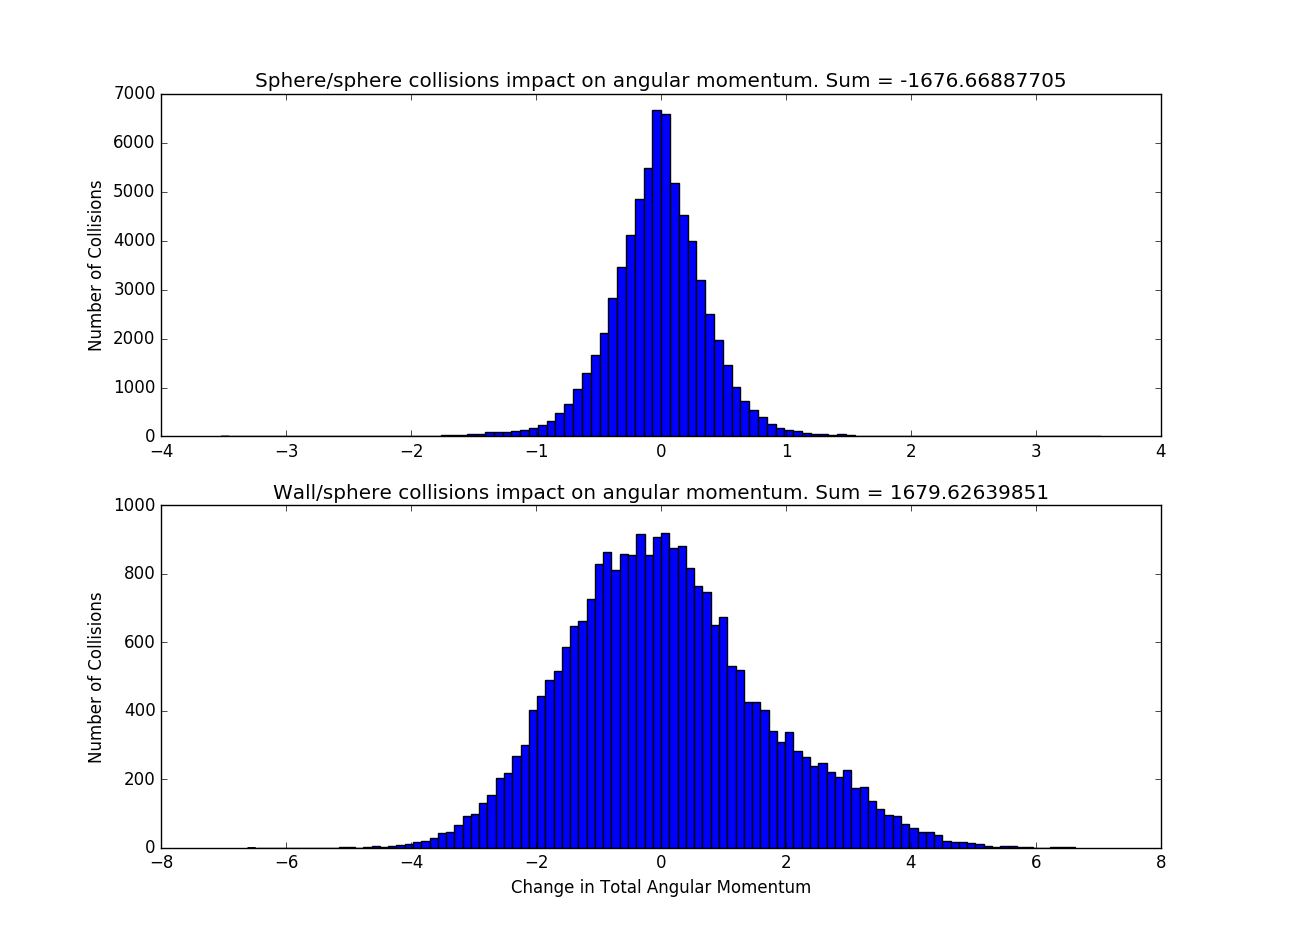 Sphere/sphere collisions impact on angular momentum. Sum = -1676.66887705
7000
6000
5000
4000
3000
2000
1000
0
Number of Collisions
−4 −3 −2 −1 0 1 2 3 4
Wall/sphere collisions impact on angular momentum. Sum = 1679.62639851
1000
800
600
400
200
0
Number of Collisions
−8 −6 −4 −2 0 2 4 6 8
Change in Total Angular Momentum